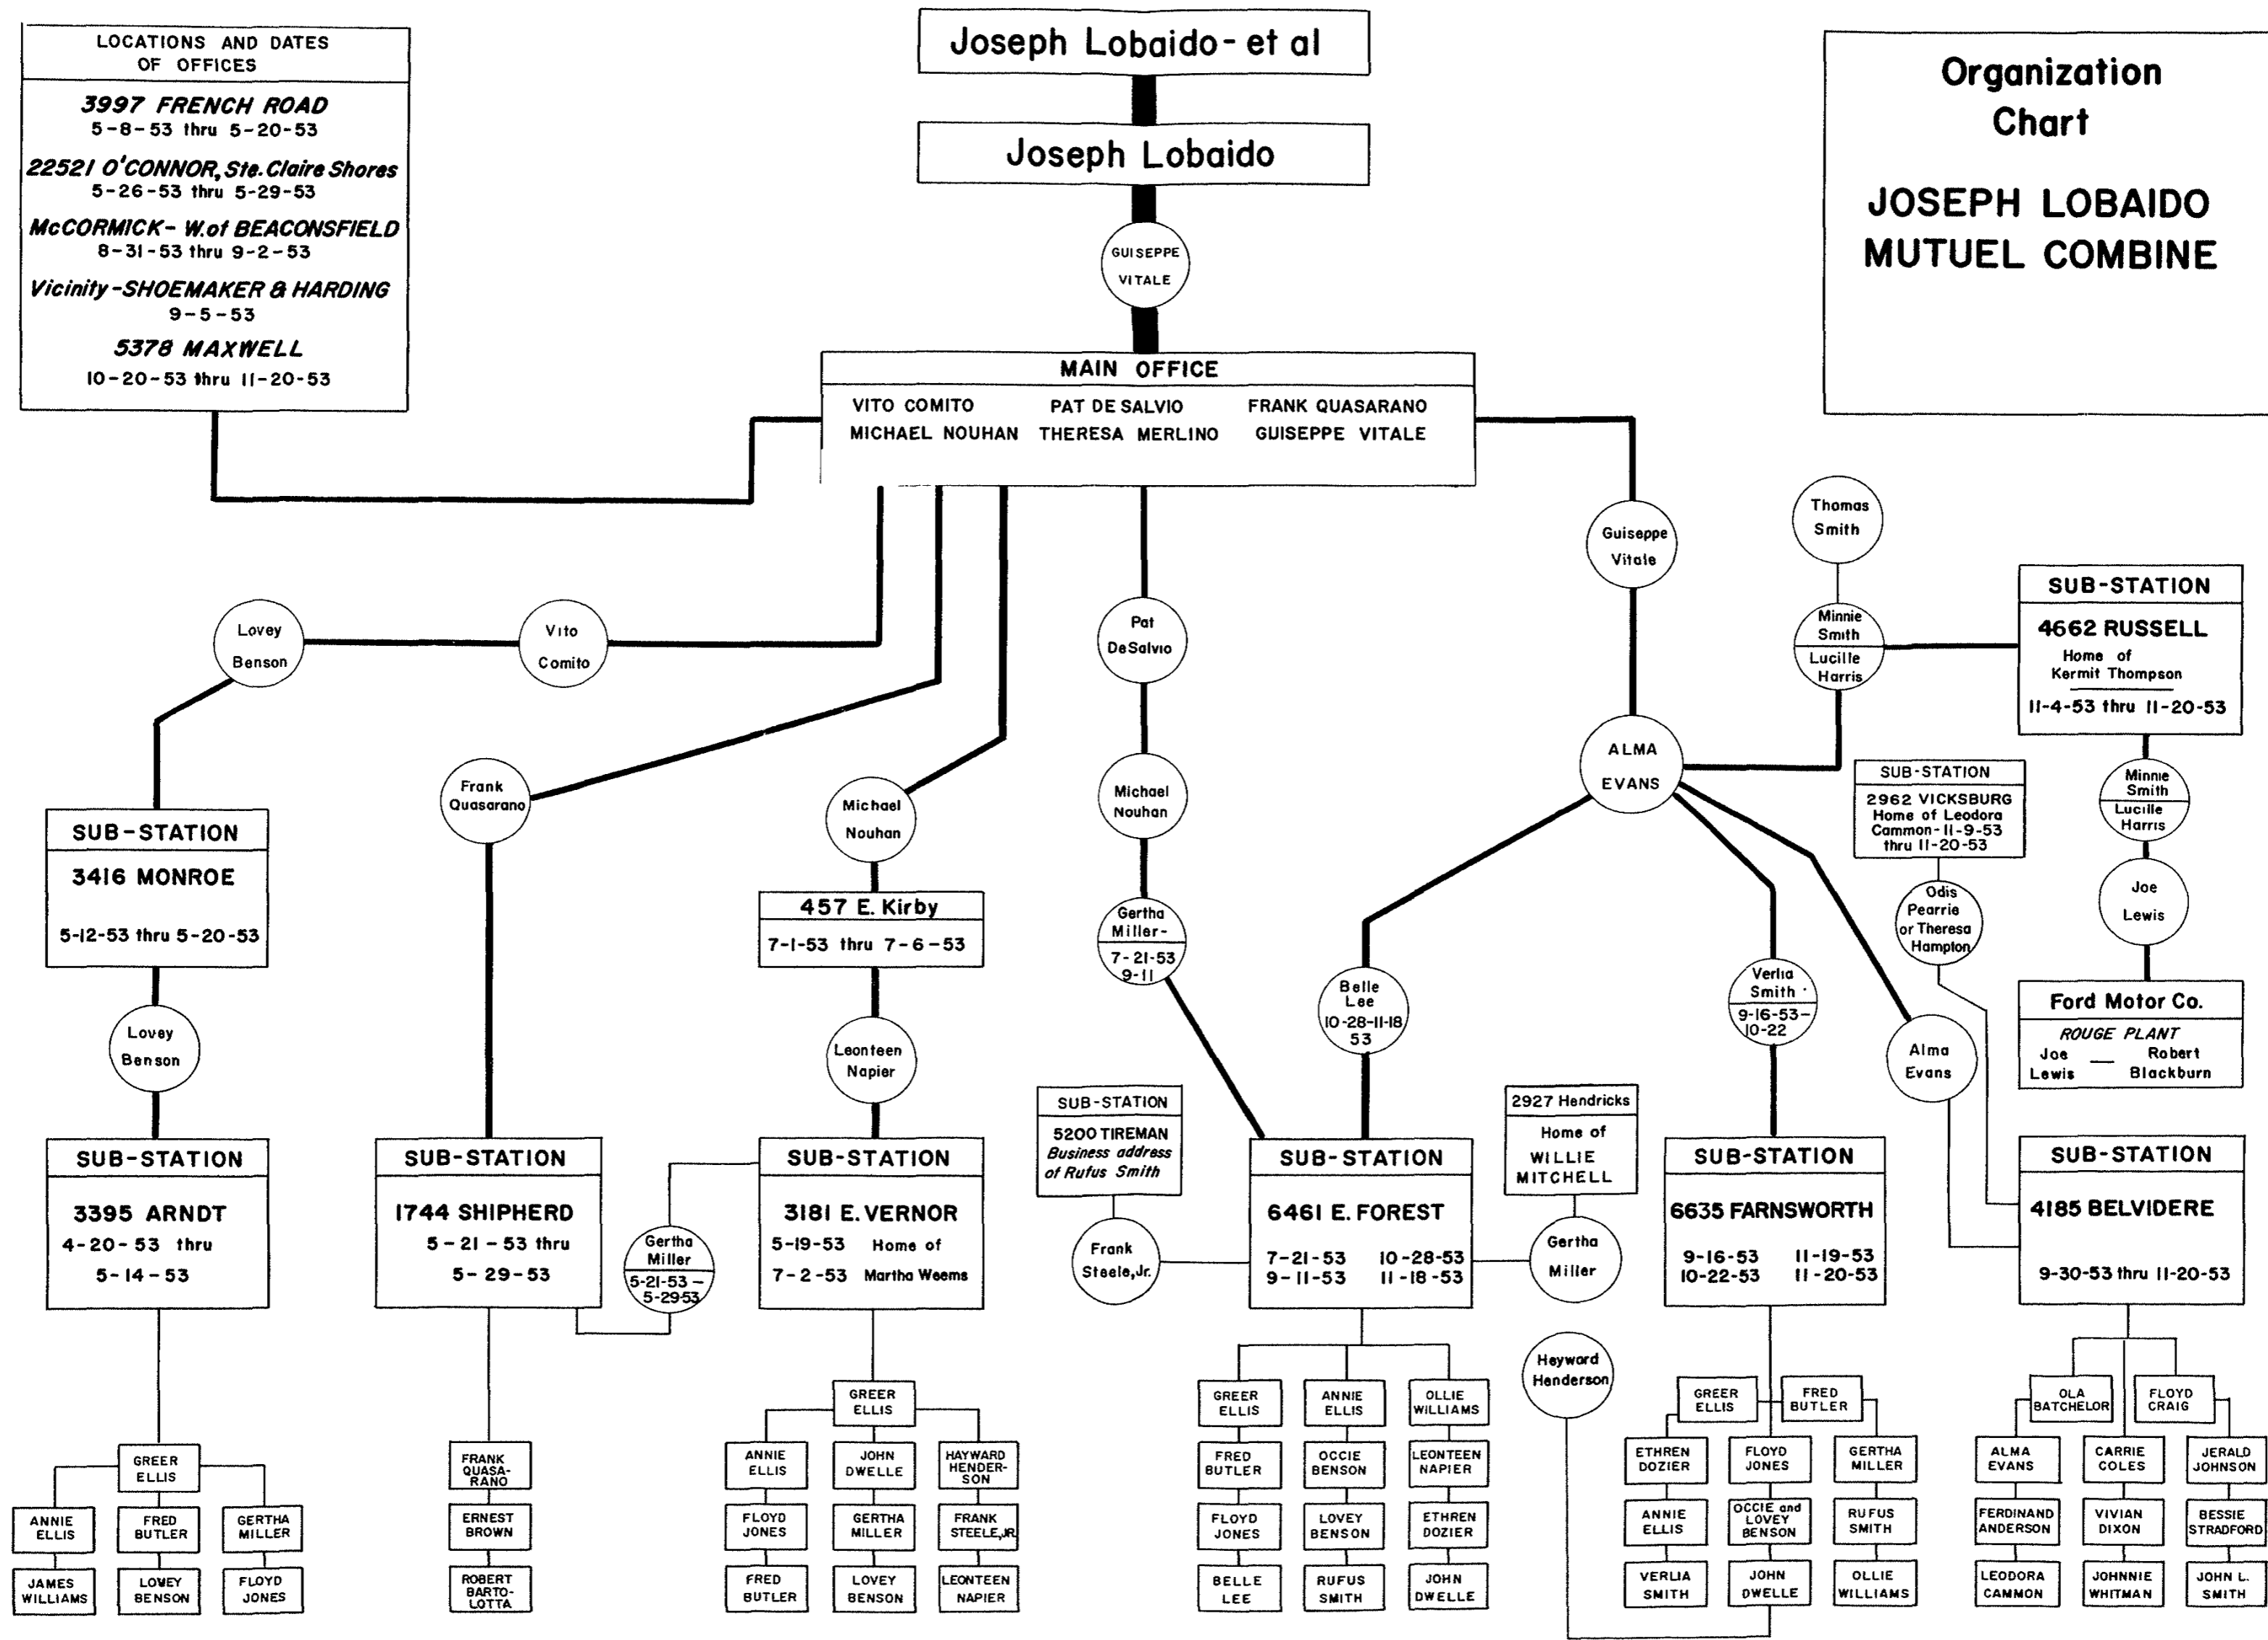 LOCATIONS AND DATES
OF OFFICES
3997 FRENCH ROAD
5-8-53 thru 5-20-53
22521 O'CONNOR, Ste. Claire Shores
5-26-53 thru 5-29-53
McCORMICK- W. of BEACONSFIELD
8-31-53 thru 9-2-53
Vicinity-SHOEMAKER & HARDING
9-5-53
5378 MAXWELL
10-20-53 thru 11-20-53
Joseph Lobaido-et al
Joseph Lobaido
GUISEPPE
VITALE
Organization
Chart
JOSEPH LOBAIDO
MUTUEL COMBINE
MAIN OFFICE
VITO COMITO PAT DE SALVIO FRANK QUASARANO
MICHAEL NOUHAN THERESA MERLINO GUISEPPE VITALE
Lovey
Benson
Vito
Comito
SUB-STATION
3416 MONROE
5-12-53 thru 5-20-53
Lovey
Benson
SUB-STATION
3395 ARNDT
4-20-53 thru
5-14-53
GREER
ELLIS
ANNIE
ELLIS
FRED
BUTLER
GERTHA
MILLER
JAMES
WILLIAMS
LOVEY
BENSON
FLOYD
JONES
Frank
Quasarano
SUB-STATION
1744 SHIPHERD
5-21-53 thru
5-29-53
FRANK
QUASA-
RANO
ERNEST
BROWN
ROBERT
BARTO-
LOTTA
Gertha
Miller
5-21-53-
5-29-53
Michael
Nouhan
457 E. Kirby
7-1-53 thru 7-6-53
Leonteen
Napier
SUB-STATION
3181 E. VERNOR
5-19-53 Home of
7-2-53 Martha Weems
GREER
ELLIS
ANNIE
ELLIS
JOHN
DWELLE
HAYWARD
HENDER-
SON
FLOYD
JONES
GERTHA
MILLER
FRANK
STEELE, JR.
FRED
BUTLER
LOVEY
BENSON
LEONTEEN
NAPIER
Pat
DeSalvio
Michael
Nouhan
Gertha
Miller-
7-21-53
9-11
SUB-STATION
5200 TIREMAN
Business address
of Rufus Smith
Frank
Steele, Jr.
Belle
Lee
10-28-11-18
53
SUB-STATION
6461 E. FOREST
7-21-53 10-28-53
9-11-53 11-18-53
GREER
ELLIS
ANNIE
ELLIS
OLLIE
WILLIAMS
FRED
BUTLER
OCCIE
BENSON
LEONTEEN
NAPIER
FLOYD
JONES
LOVEY
BENSON
ETHREN
DOZIER
BELLE
LEE
RUFUS
SMITH
JOHN
DWELLE
2927 Hendricks
Home of
WILLIE
MITCHELL
Gertha
Miller
Guiseppe
Vitale
ALMA
EVANS
Verlia
Smith
9-16-53-
10-22
SUB-STATION
6635 FARNSWORTH
9-16-53 11-19-53
10-22-53 11-20-53
Heyward
Henderson
GREER
ELLIS
FRED
BUTLER
ETHREN
DOZIER
FLOYD
JONES
GERTHA
MILLER
ANNIE
ELLIS
OCCIE and
LOVEY
BENSON
RUFUS
SMITH
VERLIA
SMITH
JOHN
DWELLE
OLLIE
WILLIAMS
Thomas
Smith
Minnie
Smith
Lucille
Harris
SUB-STATION
4662 RUSSELL
Home of
Kermit Thompson
11-4-53 thru 11-20-53
Minnie
Smith
Lucille
Harris
Joe
Lewis
Ford Motor Co.
ROUGE PLANT
Joe — Robert
Lewis Blackburn
SUB-STATION
2962 VICKSBURG
Home of Leodora
Cammon-11-9-53
thru 11-20-53
Odis
Pearrie
or Theresa
Hampton
Alma
Evans
SUB-STATION
4185 BELVIDERE
9-30-53 thru 11-20-53
OLA
BATCHELOR
FLOYD
CRAIG
ALMA
EVANS
CARRIE
COLES
JERALD
JOHNSON
FERDINAND
ANDERSON
VIVIAN
DIXON
BESSIE
STRADFORD
LEODORA
CAMMON
JOHNNIE
WHITMAN
JOHN L.
SMITH